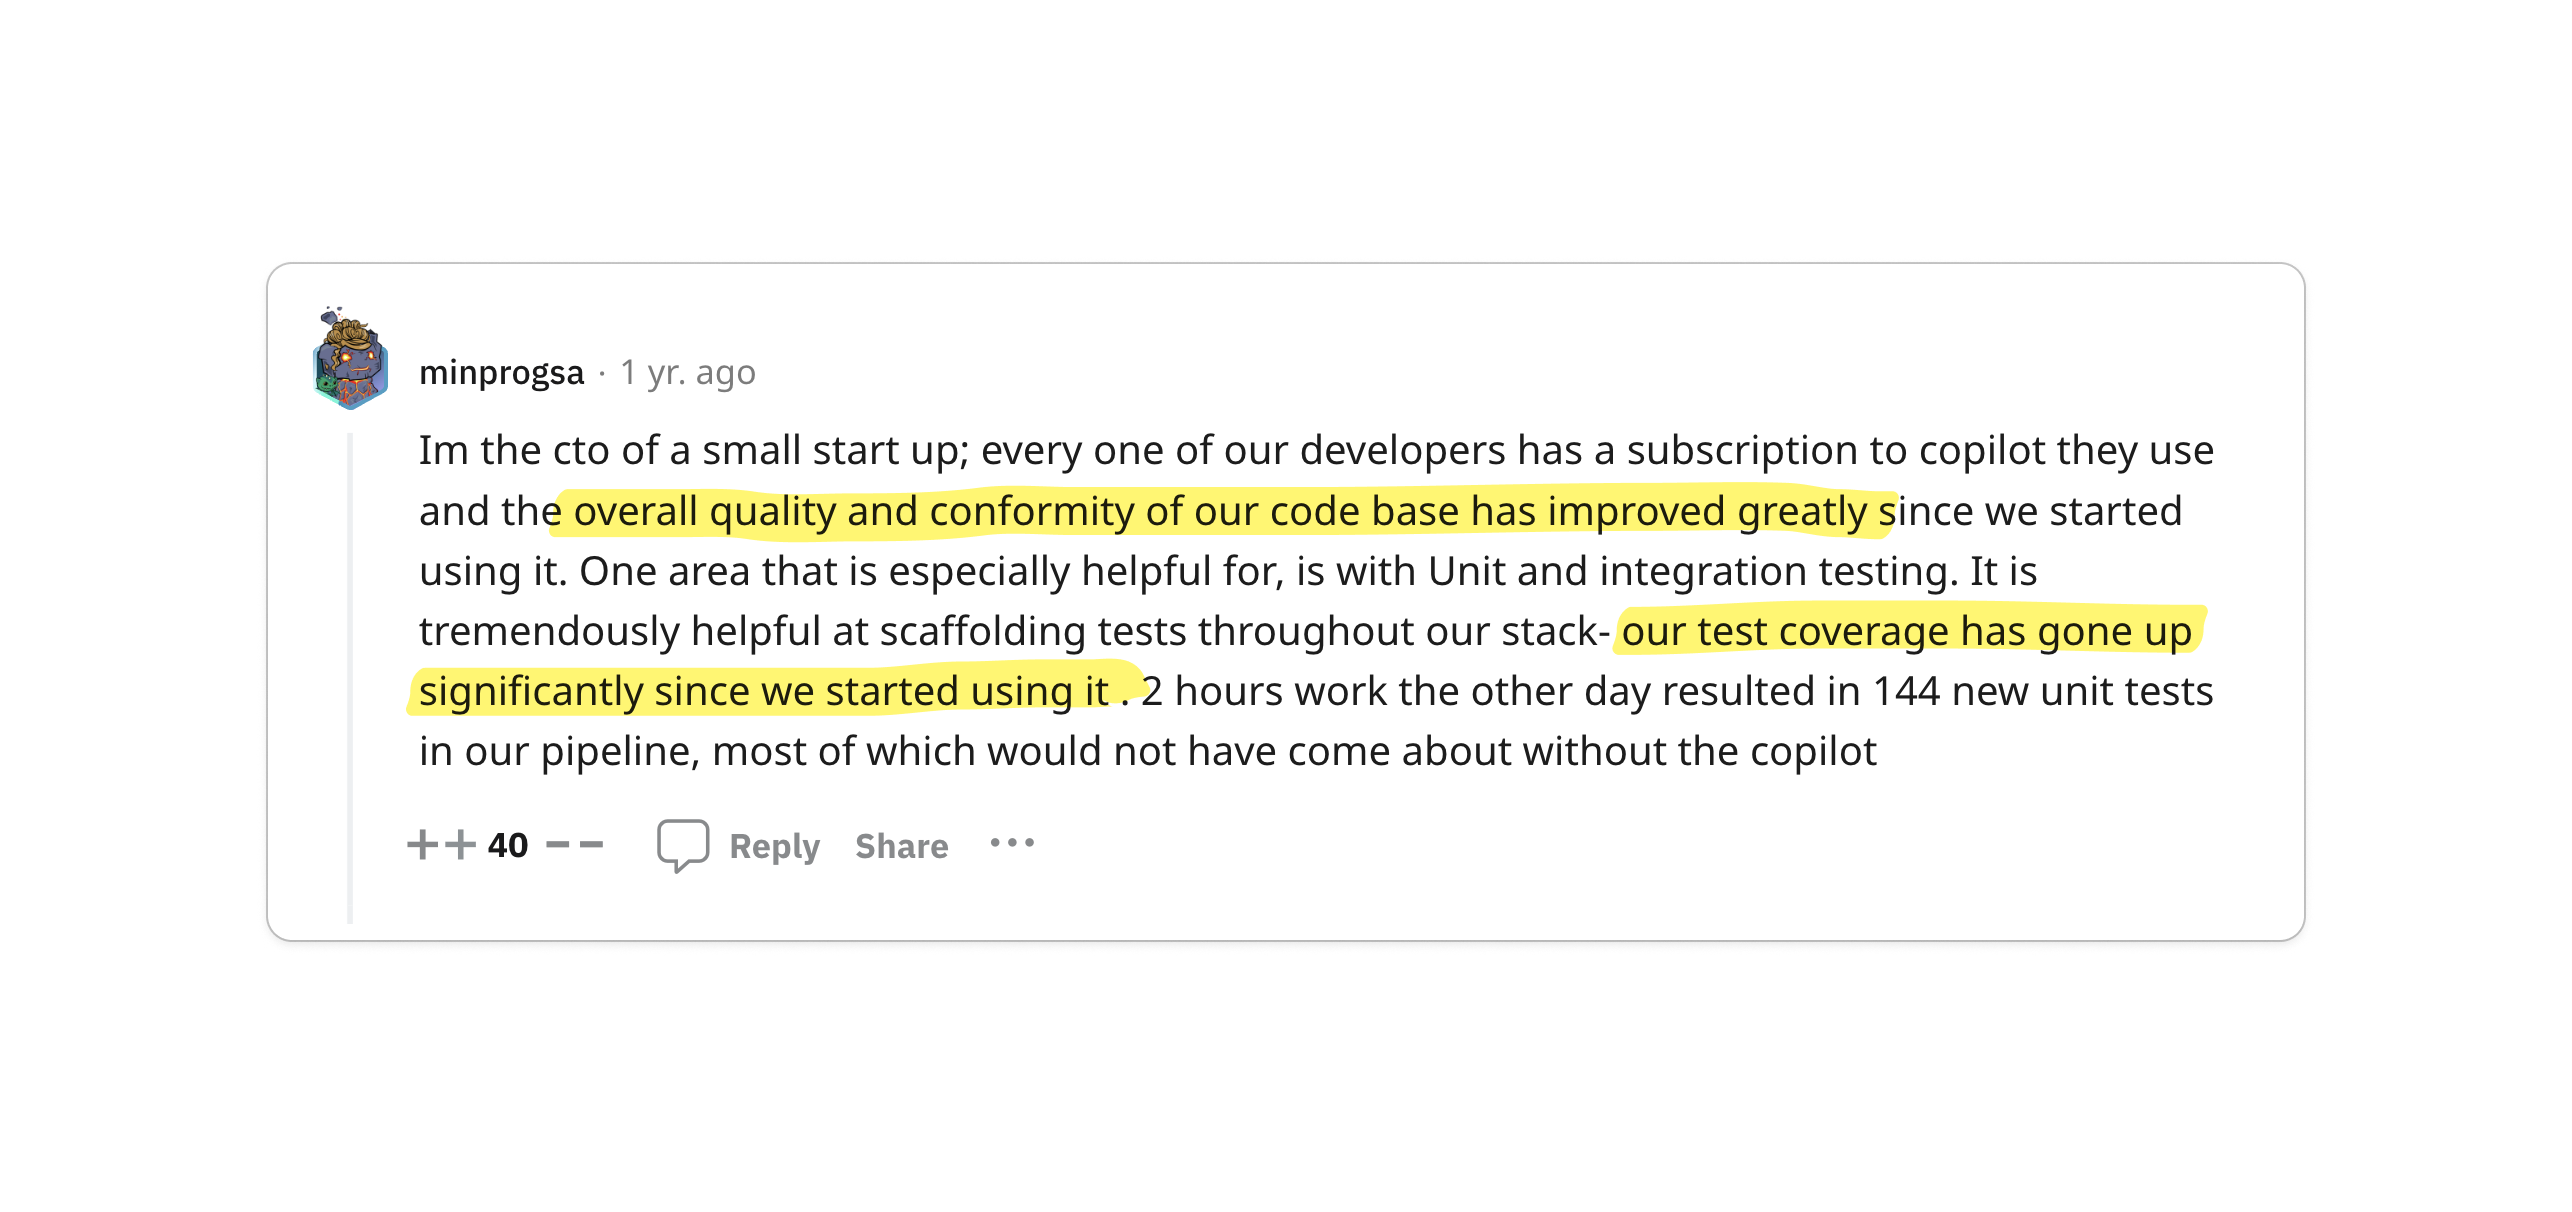 minprogsa · 1 yr. ago
Im the cto of a small start up; every one of our developers has a subscription to copilot they use
and the overall quality and conformity of our code base has improved greatly since we started
using it. One area that is especially helpful for, is with Unit and integration testing. It is
tremendously helpful at scaffolding tests throughout our stack- our test coverage has gone up
significantly since we started using it . 2 hours work the other day resulted in 144 new unit tests
in our pipeline, most of which would not have come about without the copilot
++ 40 -- Reply Share ···